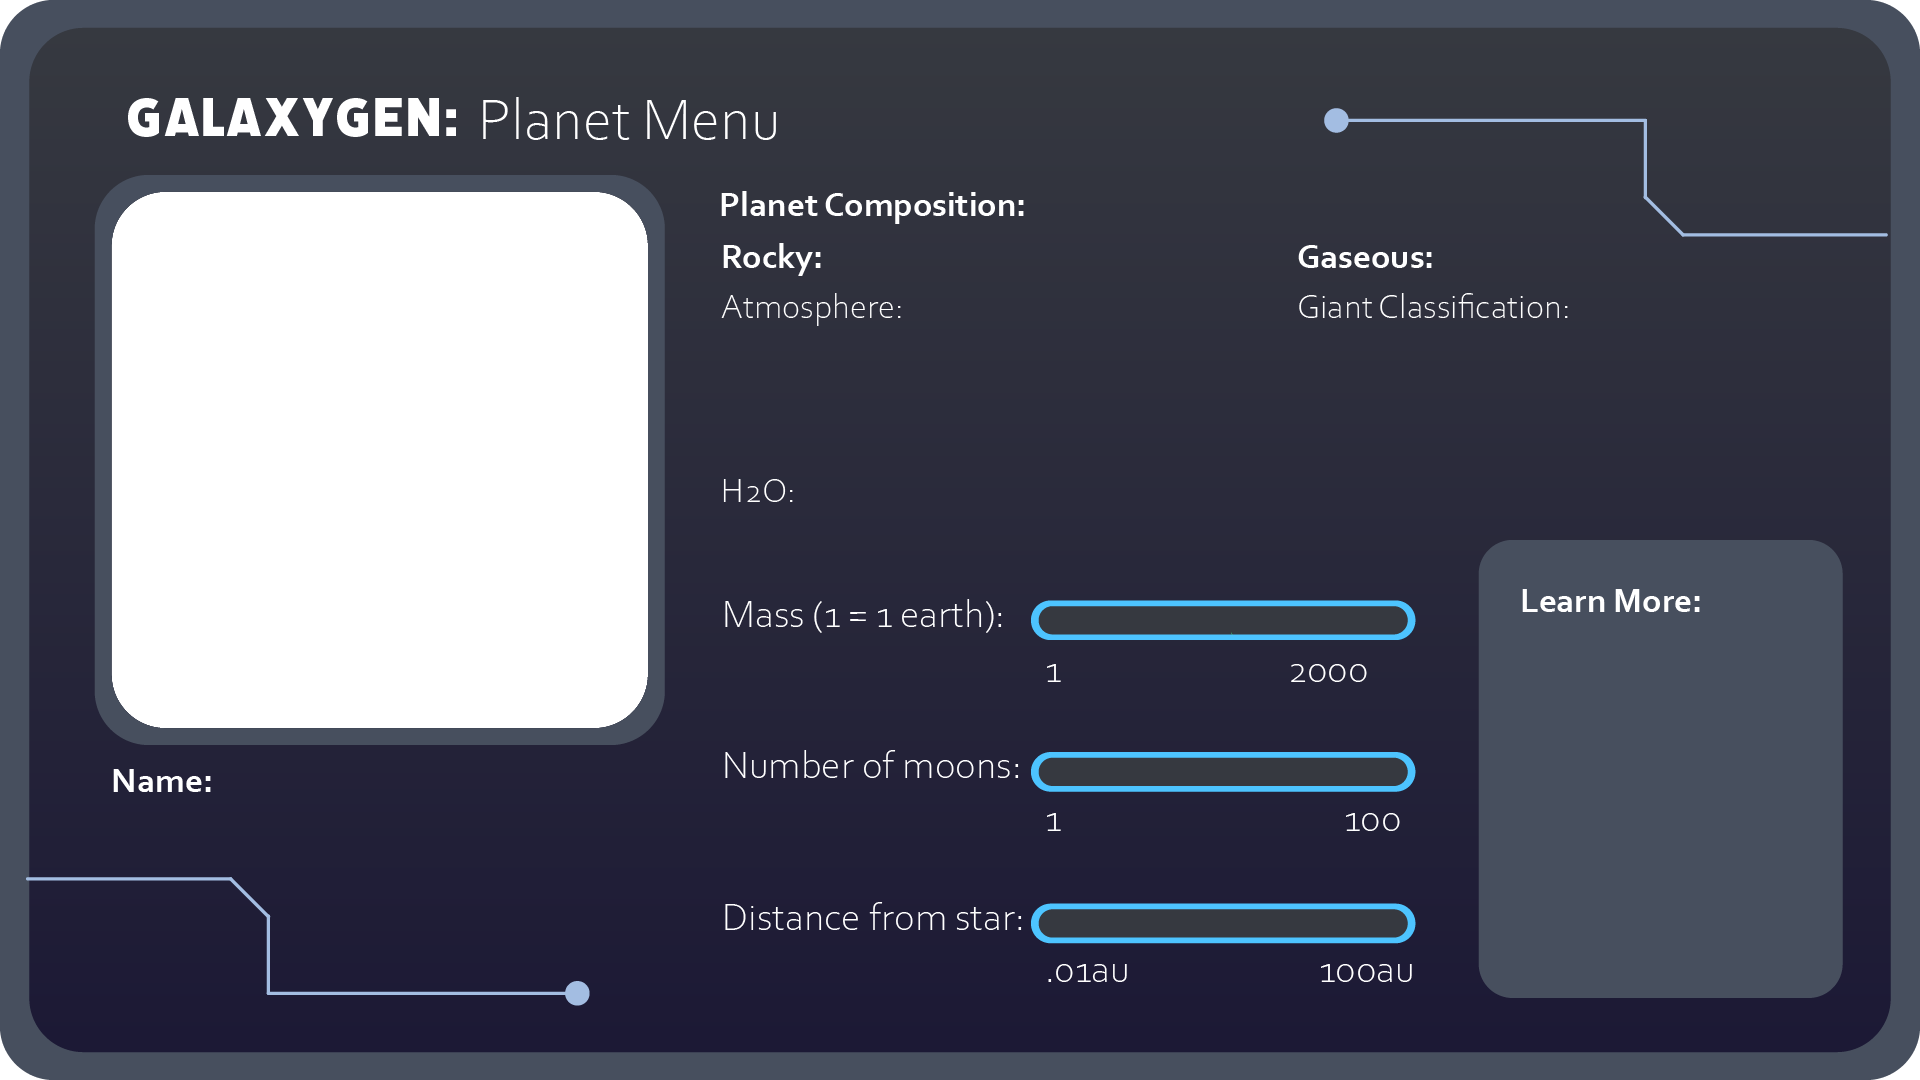 GALAXYGEN: Planet Menu
Planet Composition:
Rocky:
Gaseous:
Atmosphere:
Giant Classification:
H2O:
Mass (1 = 1 earth):
1
2000
Number of moons:
1
100
Distance from star:
.01au
100au
Learn More:
Name: